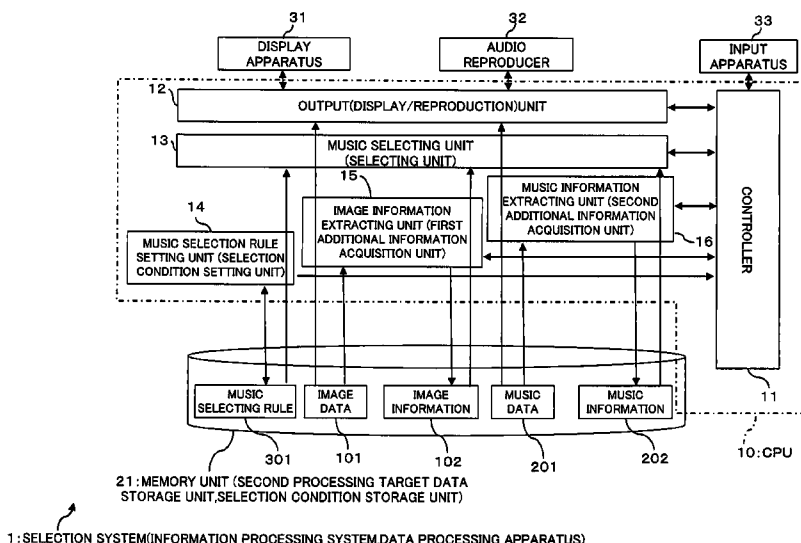 31
32
33
DISPLAY
APPARATUS
AUDIO
REPRODUCER
INPUT
APPARATUS
12
OUTPUT(DISPLAY/REPRODUCTION)UNIT
13
MUSIC SELECTING UNIT
(SELECTING UNIT)
15
14
IMAGE INFORMATION
EXTRACTING UNIT (FIRST
ADDITIONAL INFORMATION
ACQUISITION UNIT)
MUSIC INFORMATION
EXTRACTING UNIT (SECOND
ADDITIONAL INFORMATION
ACQUISITION UNIT)
16
MUSIC SELECTION RULE
SETTING UNIT (SELECTION
CONDITION SETTING UNIT)
CONTROLLER
MUSIC
SELECTING RULE
IMAGE
DATA
IMAGE
INFORMATION
MUSIC
DATA
MUSIC
INFORMATION
11
301
101
102
201
202
10:CPU
21:MEMORY UNIT (SECOND PROCESSING TARGET DATA
STORAGE UNIT,SELECTION CONDITION STORAGE UNIT)
1:SELECTION SYSTEM(INFORMATION PROCESSING SYSTEM,DATA PROCESSING APPARATUS)